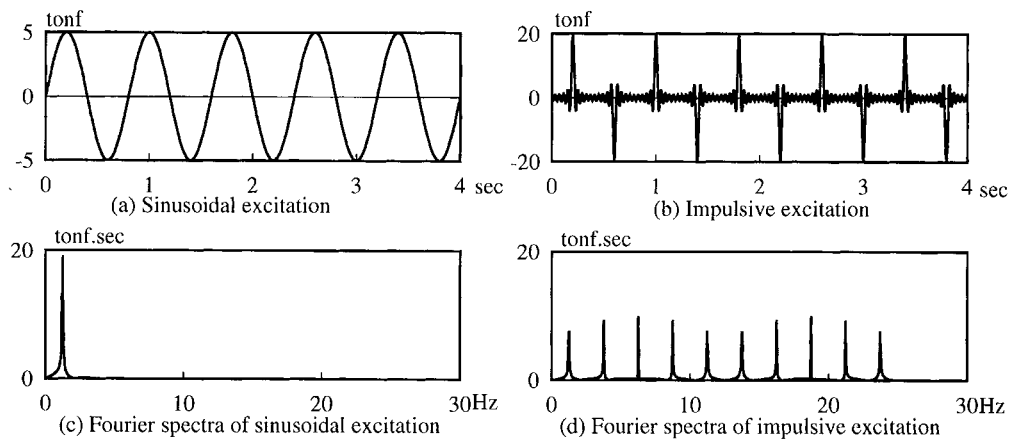 tonf
5
0
-5
0 1 2 3 4 sec
(a) Sinusoidal excitation
tonf
20
0
-20
0 1 2 3 4 sec
(b) Impulsive excitation
tonf.sec
20
0
0 10 20 30Hz
(c) Fourier spectra of sinusoidal excitation
tonf.sec
20
0
0 10 20 30Hz
(d) Fourier spectra of impulsive excitation